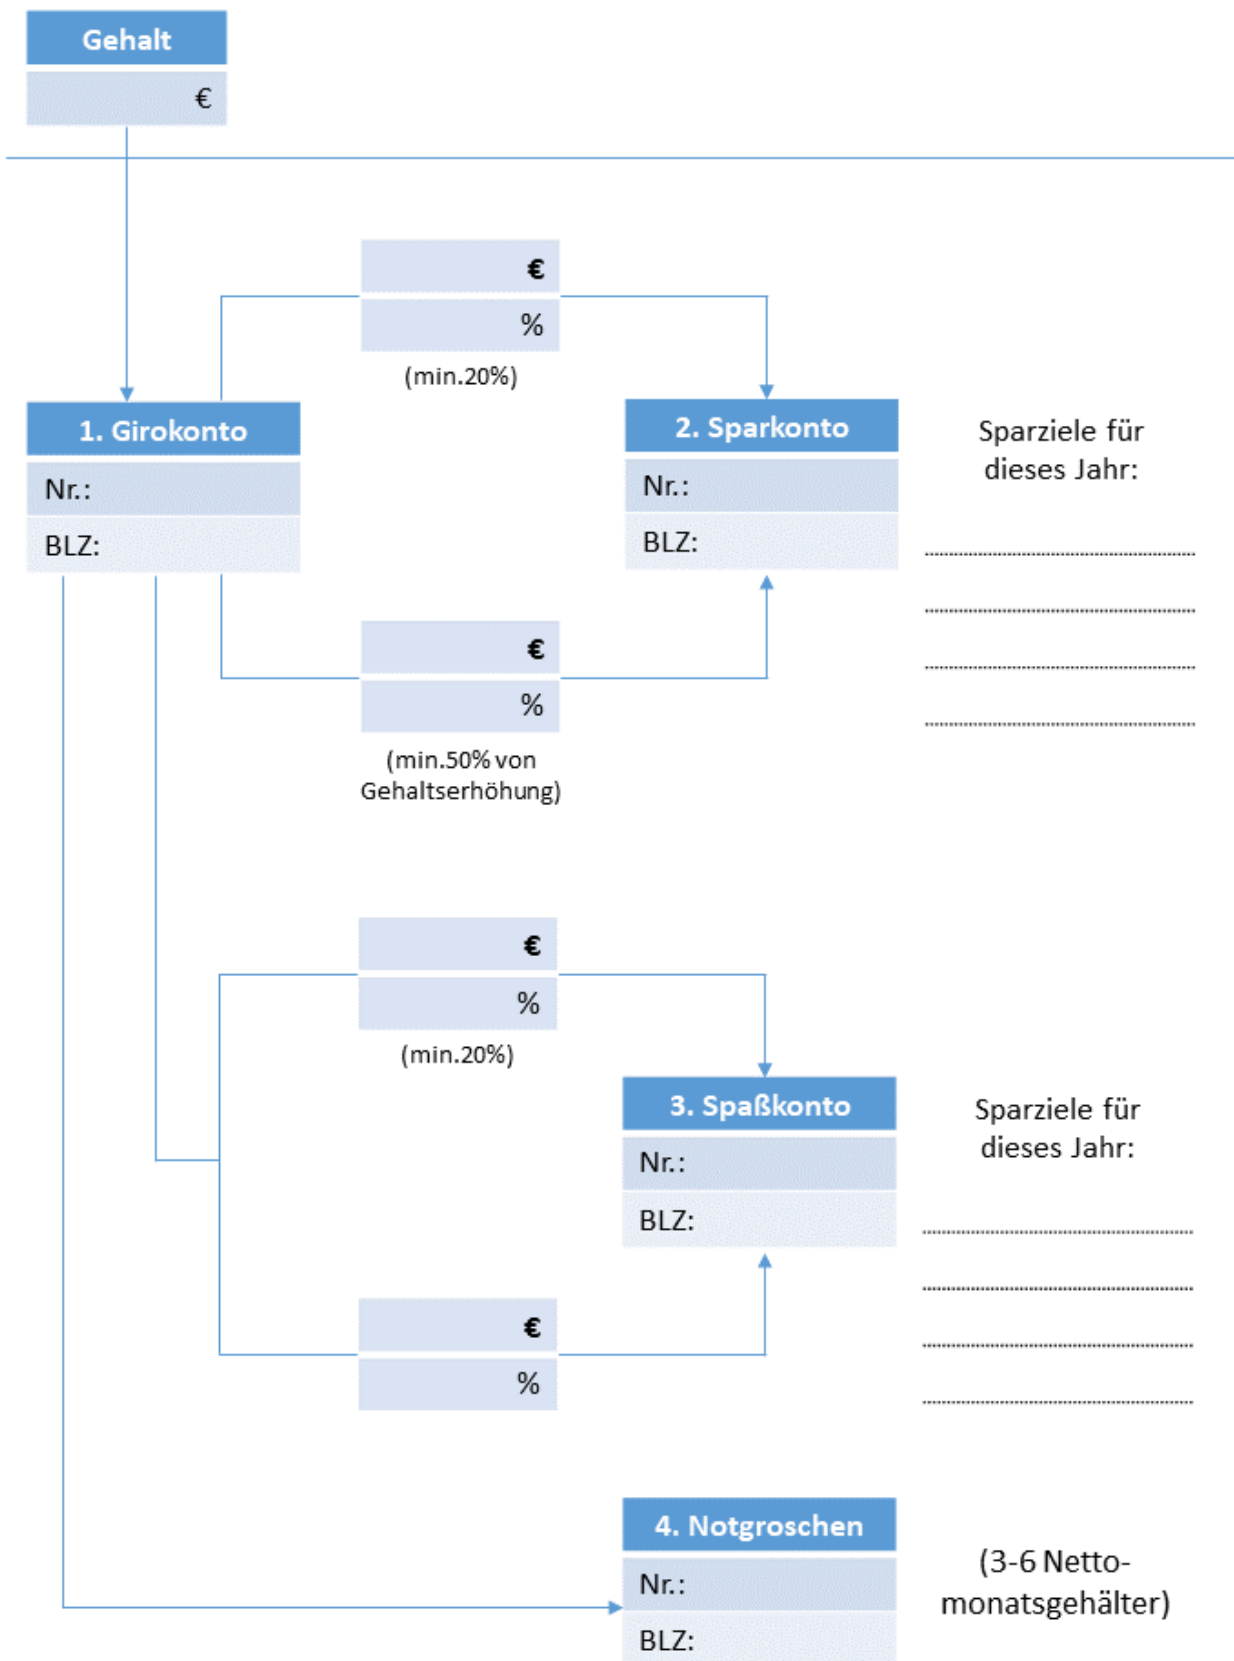 Gehalt
€
€
%
(min.20%)
1. Girokonto
Nr.:
BLZ:
2. Sparkonto
Nr.:
BLZ:
Sparziele für
dieses Jahr:
€
%
(min.50% von
Gehaltserhöhung)
€
%
(min.20%)
3. Spaßkonto
Nr.:
BLZ:
Sparziele für
dieses Jahr:
€
%
4. Notgroschen
Nr.:
BLZ:
(3-6 Netto-
monatsgehälter)